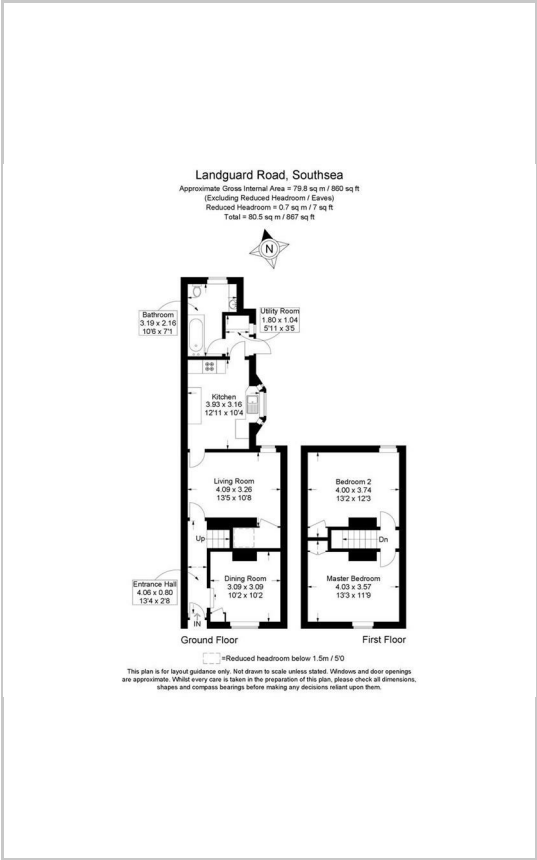 Landguard Road, Southsea
Approximate Gross Internal Area = 79.8 sq m / 860 sq ft
(Excluding Reduced Headroom / Eaves)
Reduced Headroom = 0.7 sq m / 7 sq ft
Total = 80.5 sq m / 867 sq ft
N
Bathroom
3.19 x 2.16
10'6 x 7'1
Utility Room
1.80 x 1.04
5'11 x 3'5
Kitchen
3.93 x 3.16
12'11 x 10'4
Living Room
4.09 x 3.26
13'5 x 10'8
Bedroom 2
4.00 x 3.74
13'2 x 12'3
Up
Dn
Entrance Hall
4.06 x 0.80
13'4 x 2'8
Dining Room
3.09 x 3.09
10'2 x 10'2
Master Bedroom
4.03 x 3.57
13'3 x 11'9
IN
Ground Floor
First Floor
=Reduced headroom below 1.5m / 5'0
This plan is for layout guidance only. Not drawn to scale unless stated. Windows and door openings
are approximate. Whilst every care is taken in the preparation of this plan, please check all dimensions,
shapes and compass bearings before making any decisions reliant upon them.